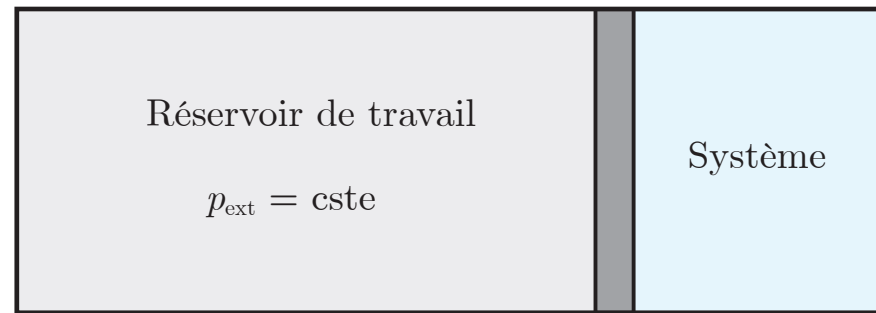 Réservoir de travail
Système
p_ext = cste